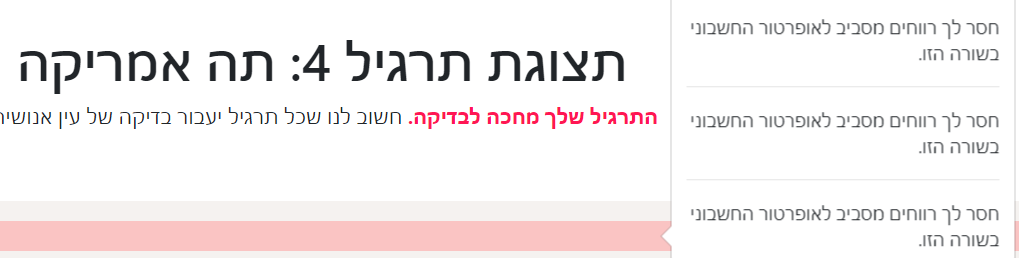 תצוגת תרגיל 4: תה אמריקה
התרגיל שלך מחכה לבדיקה. חשוב לנו שכל תרגיל יעבור בדיקה של עין
חסר לך רווחים מסביב לאופרטור החשבוני
בשורה הזו.
חסר לך רווחים מסביב לאופרטור החשבוני
בשורה הזו.
חסר לך רווחים מסביב לאופרטור החשבוני
בשורה הזו.